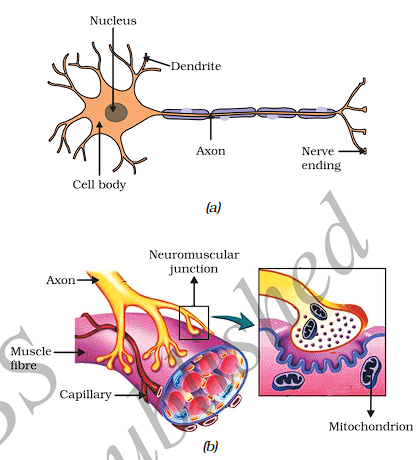 Nucleus
Dendrite
Axon
Nerve
ending
Cell body
(a)
Neuromuscular
junction
Axon
Muscle
fibre
Capillary
Mitochondrion
(b)